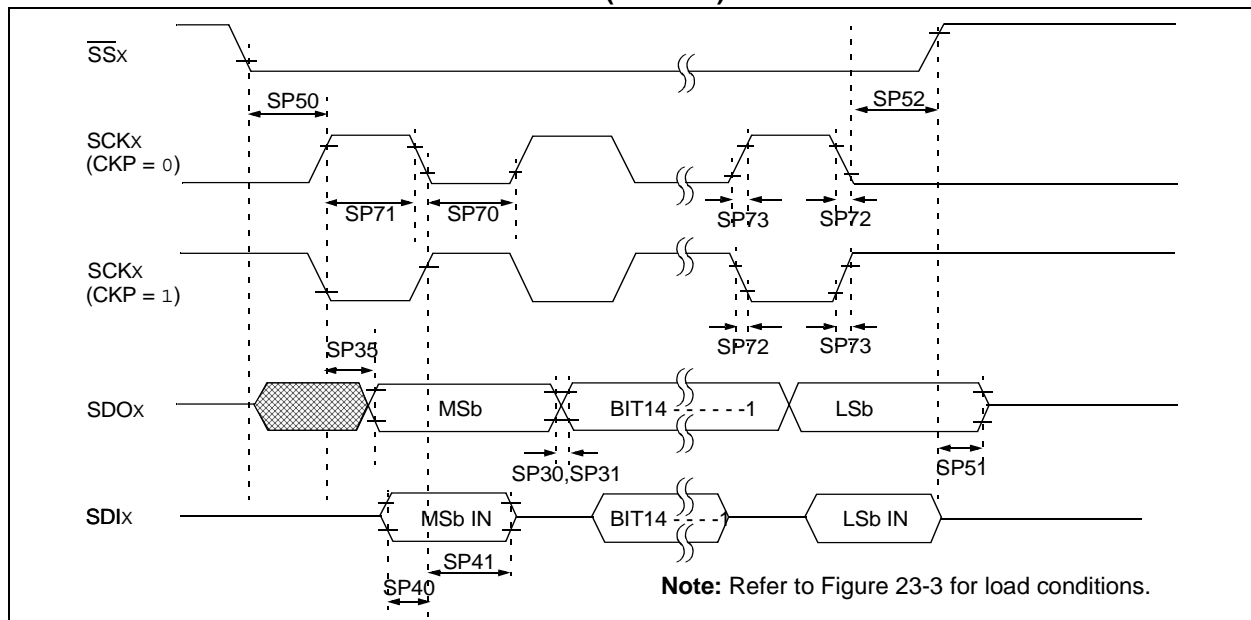 SSX
SP50
SP52
SCKX
(CKP = 0)
SP71
SP70
SP73
SP72
SCKX
(CKP = 1)
SP35
SP72
SP73
SDOX
MSb
BIT14 - - - - - -1
LSb
SP30,SP31
SP51
SDIX
MSb IN
BIT14 - - - - -1
LSb IN
SP41
SP40
Note: Refer to Figure 23-3 for load conditions.